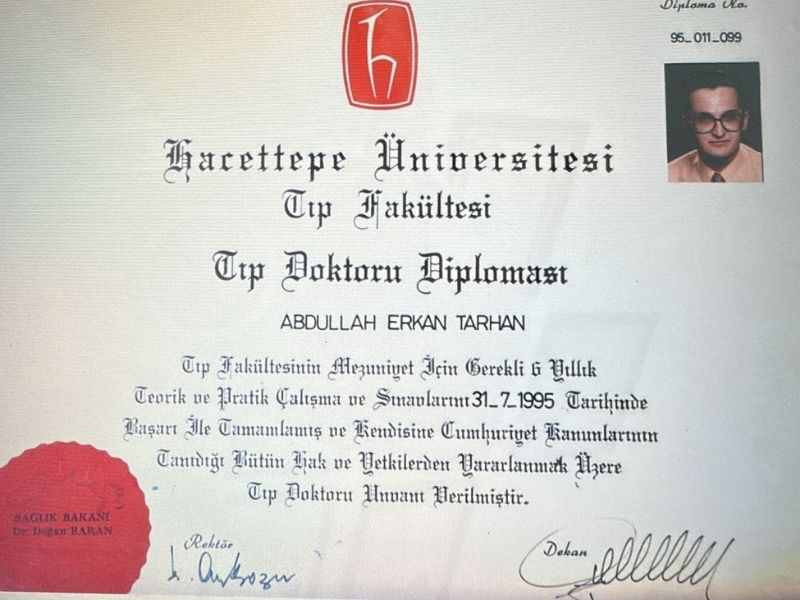 Diploma No.
95_011_099
Hacettepe Üniversitesi
Tıp Fakültesi
Tıp Doktoru Diploması
ABDULLAH ERKAN TARHAN
Tıp Fakültesinin Mezuniyet İçin Gerekli 6 Yıllık
Teorik ve Pratik Çalışma ve Sınavlarını 31_7_1995 Tarihinde
Başarı İle Tamamlamış ve Kendisine Cumhuriyet Kanunlarının
Tanıdığı Bütün Hak ve Yetkilerden Yararlanmak Üzere
Tıp Doktoru Unvanı Verilmiştir.
SAĞLIK BAKANI
Dr. Doğan BARAN
Rektör
Dekan